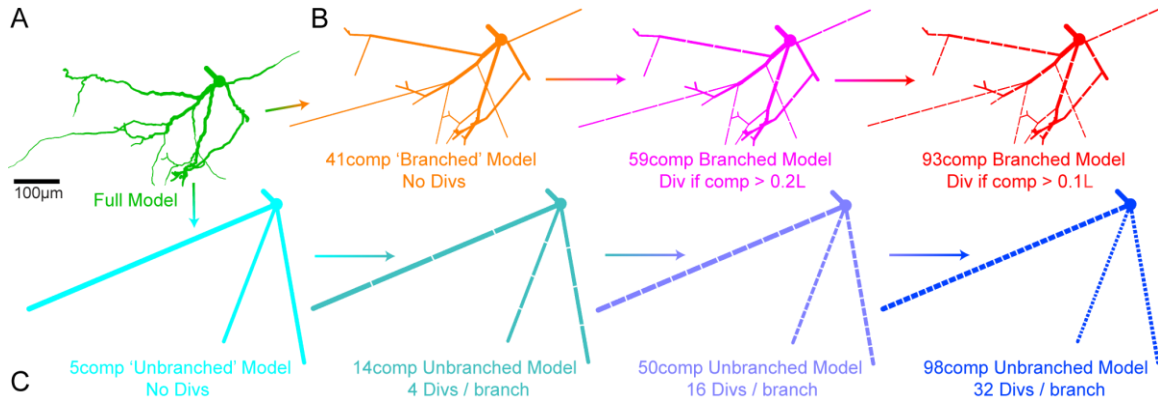 A
B
41comp 'Branched' Model
No Divs
59comp Branched Model
Div if comp > 0.2L
93comp Branched Model
Div if comp > 0.1L
100µm
Full Model
5comp 'Unbranched' Model
No Divs
14comp Unbranched Model
4 Divs / branch
50comp Unbranched Model
16 Divs / branch
98comp Unbranched Model
32 Divs / branch
C